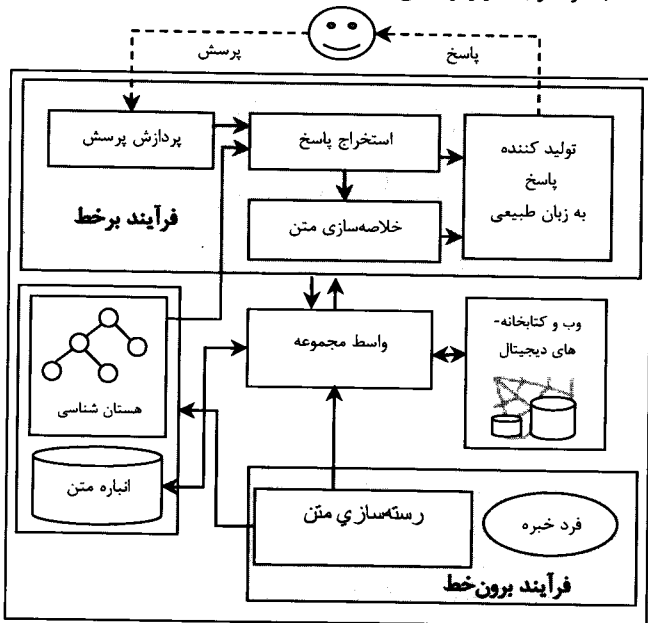 پرسش
پاسخ
پردازش پرسش
استخراج پاسخ
تولید کننده
پاسخ
به زبان طبیعی
فرآیند برخط
خلاصه‌سازی متن
واسط مجموعه
وب و کتابخانه-
های دیجیتال
هستان شناسی
انباره متن
رسته‌سازي متن
فرد خبره
فرآیند برون‌خط